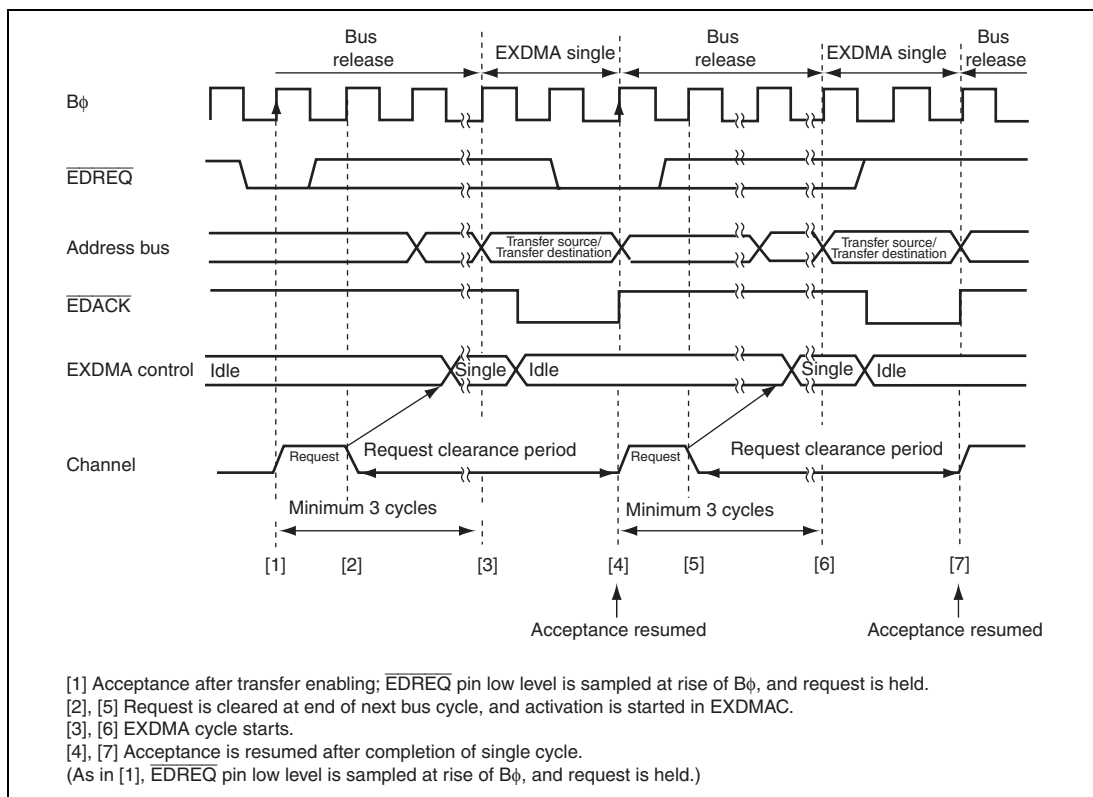 Bus release
EXDMA single
Bus release
EXDMA single
Bus release
Bφ
EDREQ
Address bus
Transfer source/
Transfer destination
Transfer source/
Transfer destination
EDACK
EXDMA control
Idle
Single
Idle
Single
Idle
Channel
Request
Request clearance period
Request
Request clearance period
Minimum 3 cycles
Minimum 3 cycles
[1]
[2]
[3]
[4]
[5]
[6]
[7]
Acceptance resumed
Acceptance resumed
[1] Acceptance after transfer enabling; EDREQ pin low level is sampled at rise of Bφ, and request is held.
[2], [5] Request is cleared at end of next bus cycle, and activation is started in EXDMAC.
[3], [6] EXDMA cycle starts.
[4], [7] Acceptance is resumed after completion of single cycle.
(As in [1], EDREQ pin low level is sampled at rise of Bφ, and request is held.)